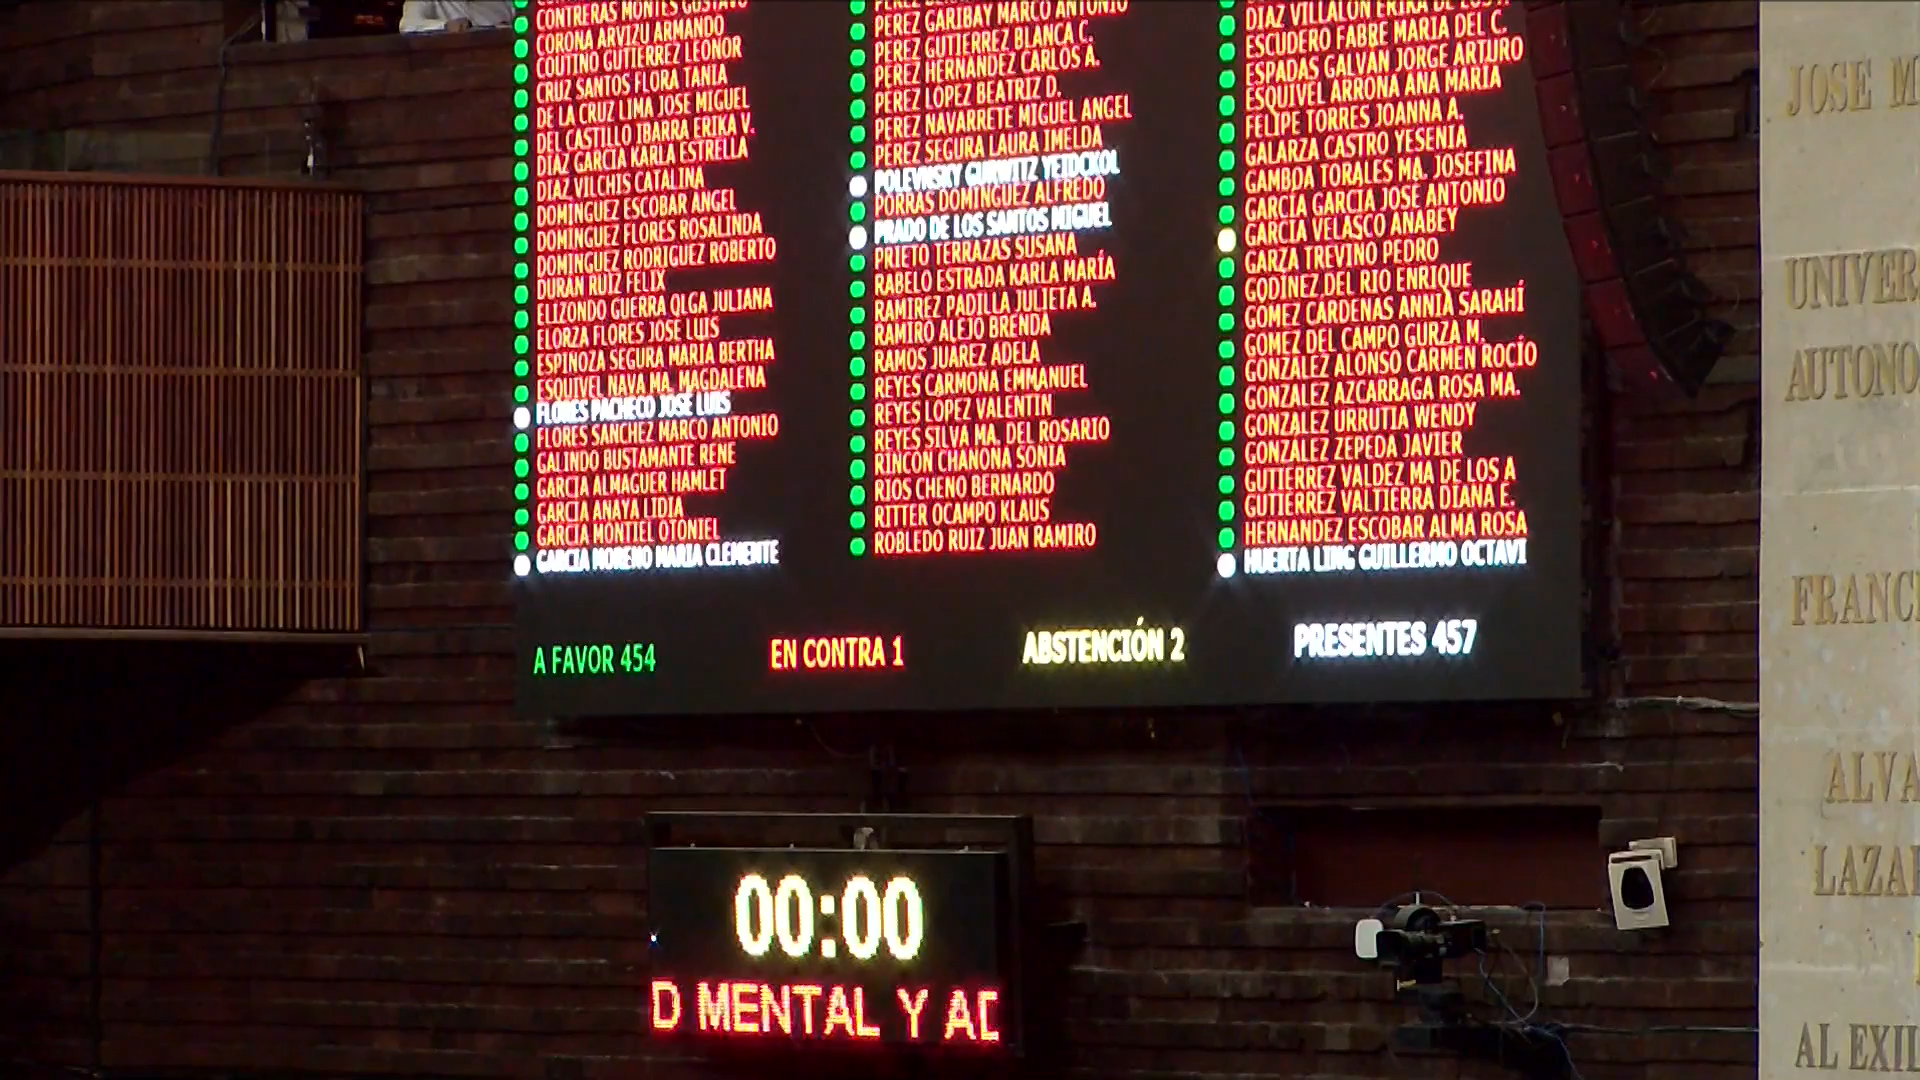 CONTRERAS MONTES GUSTAVO
CORONA ARVIZU ARMANDO
COUTIÑO GUTIERREZ LEONOR
CRUZ SANTOS FLORA TANIA
DE LA CRUZ LIMA JOSE MIGUEL
DEL CASTILLO IBARRA ERIKA V.
DIAZ GARCIA KARLA ESTRELLA
DIAZ VILCHIS CATALINA
DOMINGUEZ ESCOBAR ANGEL
DOMINGUEZ FLORES ROSALINDA
DOMINGUEZ RODRIGUEZ ROBERTO
DURAN RUIZ FELIX
ELIZONDO GUERRA OLGA JULIANA
ELORZA FLORES JOSE LUIS
ESPINOZA SEGURA MARIA BERTHA
ESQUIVEL NAVA MA. MAGDALENA
FLORES PACHECO JOSE LUIS
FLORES SANCHEZ MARCO ANTONIO
GALINDO BUSTAMANTE RENE
GARCIA ALMAGUER HAMLET
GARCIA ANAYA LIDIA
GARCIA MONTIEL OTONIEL
GARCIA MORENO MARIA CLEMENTE
PEREZ GARIBAY MARCO ANTONIO
PEREZ GUTIERREZ BLANCA C.
PEREZ HERNANDEZ CARLOS A.
PEREZ LOPEZ BEATRIZ D.
PEREZ NAVARRETE MIGUEL ANGEL
PEREZ SEGURA LAURA IMELDA
POLEVNSKY GURWITZ YEIDCKOL
PORRAS DOMINGUEZ ALFREDO
PRADO DE LOS SANTOS MIGUEL
PRIETO TERRAZAS SUSANA
RABELO ESTRADA KARLA MARÍA
RAMIREZ PADILLA JULIETA A.
RAMIRO ALEJO BRENDA
RAMOS JUAREZ ADELA
REYES CARMONA EMMANUEL
REYES LOPEZ VALENTIN
REYES SILVA MA. DEL ROSARIO
RINCON CHANONA SONIA
RIOS CHENO BERNARDO
RITTER OCAMPO KLAUS
ROBLEDO RUIZ JUAN RAMIRO
DIAZ VILLALON ERIKA DE LOS
ESCUDERO FABRE MARIA DEL C.
ESPADAS GALVAN JORGE ARTURO
ESQUIVEL ARRONA ANA MARIA
FELIPE TORRES JOANNA A.
GALARZA CASTRO YESENIA
GAMBOA TORALES MA. JOSEFINA
GARCIA GARCIA JOSÉ ANTONIO
GARCIA VELASCO ANABEY
GARZA TREVIÑO PEDRO
GODINEZ DEL RIO ENRIQUE
GOMEZ CARDENAS ANNIA SARAHÍ
GOMEZ DEL CAMPO GURZA M.
GONZALEZ ALONSO CARMEN ROCÍO
GONZALEZ AZCARRAGA ROSA MA.
GONZALEZ URRUTIA WENDY
GONZALEZ ZEPEDA JAVIER
GUTIERREZ VALDEZ MA DE LOS A
GUTIERREZ VALTIERRA DIANA E.
HERNANDEZ ESCOBAR ALMA ROSA
HUERTA LING GUILLERMO OCTAVI
A FAVOR 454
EN CONTRA 1
ABSTENCIÓN 2
PRESENTES 457
00:00
D MENTAL Y AD
JOSE M
UNIVER
AUTONO
FRANC
ALVA
LAZA
AL EXIL